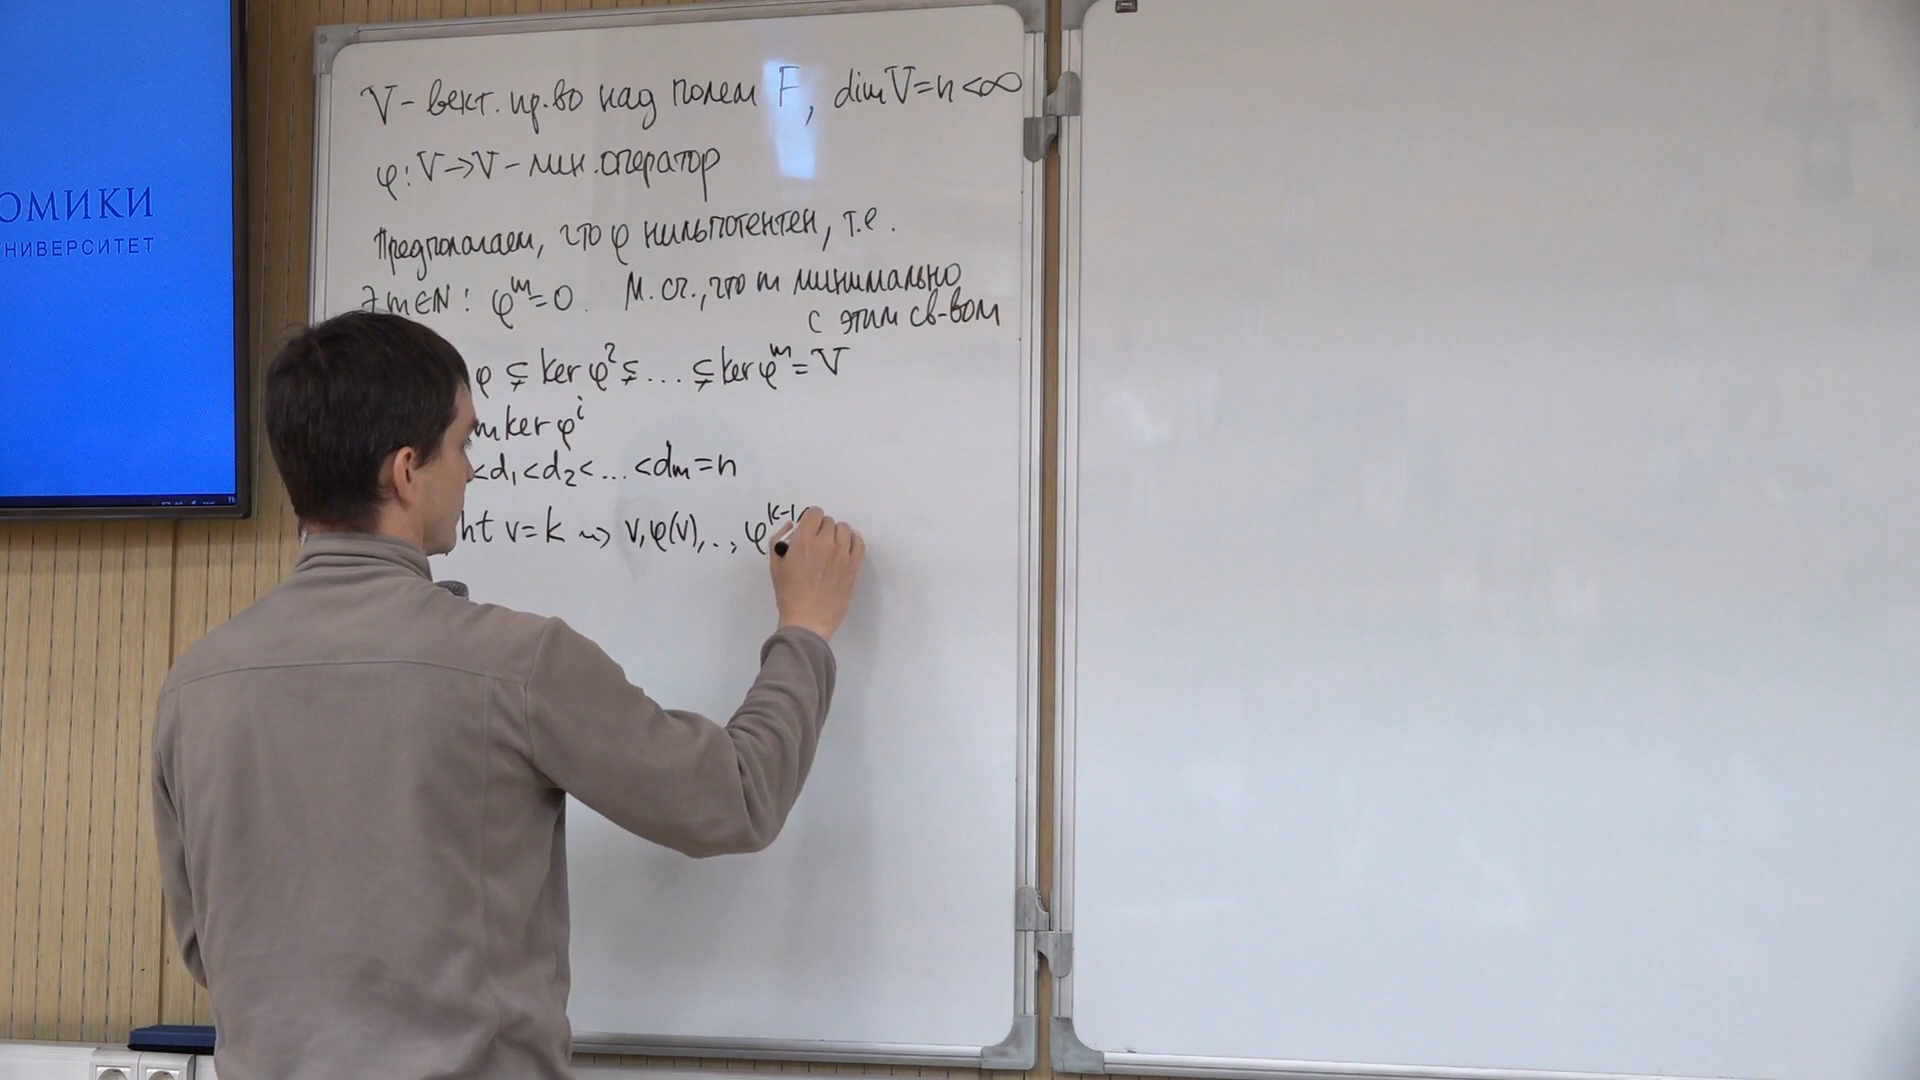 ОМИКИ
НИВЕРСИТЕТ
V - вект. пр-во над полем F, dim V = n < ∞
φ: V → V - лин. оператор
Предполагаем, что φ нильпотентен, т.е.
∃ m ∈ N : φ^m = 0. М. сч., что m минимально
с этим св-вом
φ ⊊ ker φ² ⊊ ... ⊊ ker φ^m = V
m ker φ^i
< d₁ < d₂ < ... < dₘ = n
ht v = k ⇝ v, φ(v), ..., φ^{k-1}